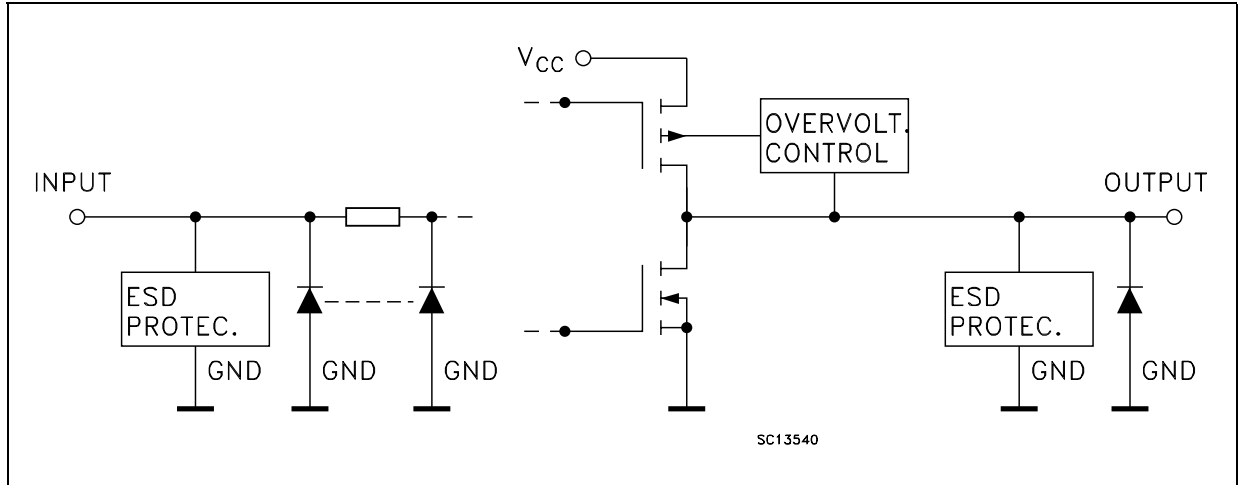 VCC
OVERVOLT.
CONTROL
INPUT
OUTPUT
ESD
PROTEC.
GND
GND
GND
ESD
PROTEC.
GND
GND
SC13540